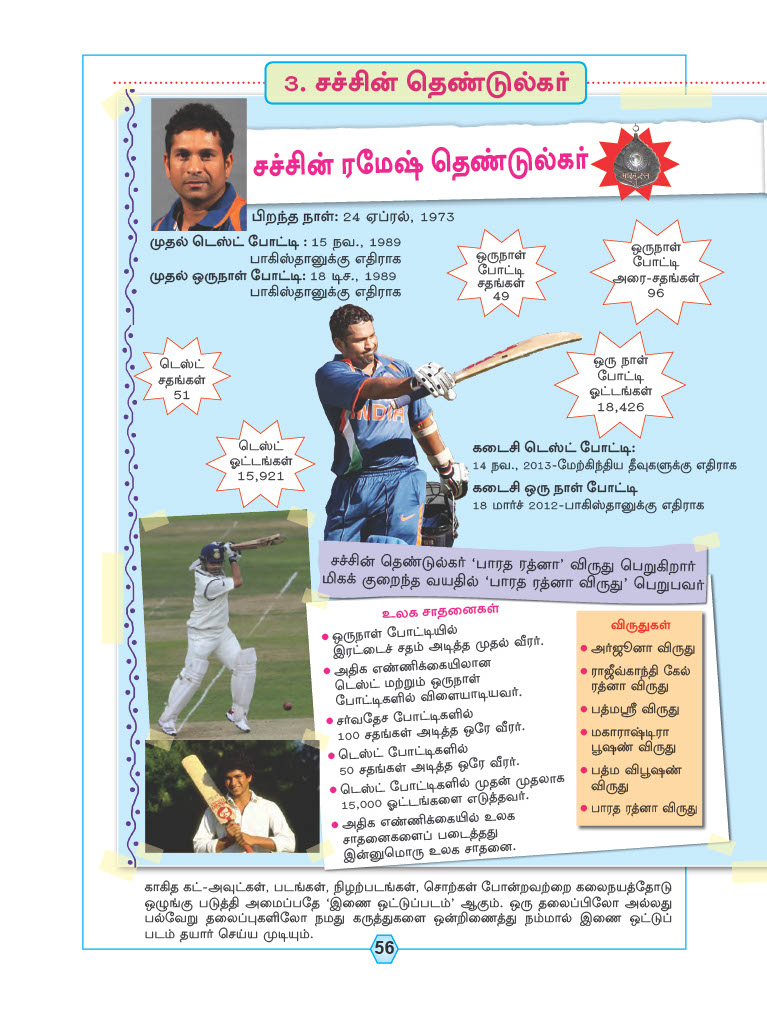 3. சச்சின் தெண்டுல்கர்
சச்சின் ரமேஷ் தெண்டுல்கர்
பிறந்த நாள்: 24 ஏப்ரல், 1973
முதல் டெஸ்ட் போட்டி : 15 நவ., 1989
பாகிஸ்தானுக்கு எதிராக
முதல் ஒருநாள் போட்டி: 18 டிச., 1989
பாகிஸ்தானுக்கு எதிராக
ஒருநாள்
போட்டி
சதங்கள்
49
ஒருநாள்
போட்டி
அரை-சதங்கள்
96
டெஸ்ட்
சதங்கள்
51
ஒரு நாள்
போட்டி
ஓட்டங்கள்
18,426
டெஸ்ட்
ஓட்டங்கள்
15,921
INDIA
கடைசி டெஸ்ட் போட்டி:
14 நவ., 2013-மேற்கிந்திய தீவுகளுக்கு எதிராக
கடைசி ஒரு நாள் போட்டி
18 மார்ச் 2012-பாகிஸ்தானுக்கு எதிராக
சச்சின் தெண்டுல்கர் ‘பாரத ரத்னா’ விருது பெறுகிறார்
மிகக் குறைந்த வயதில் ‘பாரத ரத்னா விருது’ பெறுபவர்
உலக சாதனைகள்
• ஒருநாள் போட்டியில்
இரட்டைச் சதம் அடித்த முதல் வீரர்.
• அதிக எண்ணிக்கையிலான
டெஸ்ட் மற்றும் ஒருநாள்
போட்டிகளில் விளையாடியவர்.
• சர்வதேச போட்டிகளில்
100 சதங்கள் அடித்த ஒரே வீரர்.
• டெஸ்ட் போட்டிகளில்
50 சதங்கள் அடித்த ஒரே வீரர்.
• டெஸ்ட் போட்டிகளில் முதன் முதலாக
15,000 ஓட்டங்களை எடுத்தவர்.
• அதிக எண்ணிக்கையில் உலக
சாதனைகளைப் படைத்தது
இன்னுமொரு உலக சாதனை.
விருதுகள்
• அர்ஜூனா விருது
• ராஜீவ்காந்தி கேல்
ரத்னா விருது
• பத்மஸ்ரீ விருது
• மகாராஷ்டிரா
பூஷண் விருது
• பத்ம விபூஷண்
விருது
• பாரத ரத்னா விருது
காகித கட்-அவுட்கள், படங்கள், நிழற்படங்கள், சொற்கள் போன்றவற்றை கலைநயத்தோடு
ஒழுங்கு படுத்தி அமைப்பதே ‘இணை ஒட்டுப்படம்’ ஆகும். ஒரு தலைப்பிலோ அல்லது
பல்வேறு தலைப்புகளிலோ நமது கருத்துகளை ஒன்றிணைத்து நம்மால் இணை ஒட்டுப்
படம் தயார் செய்ய முடியும்.
56